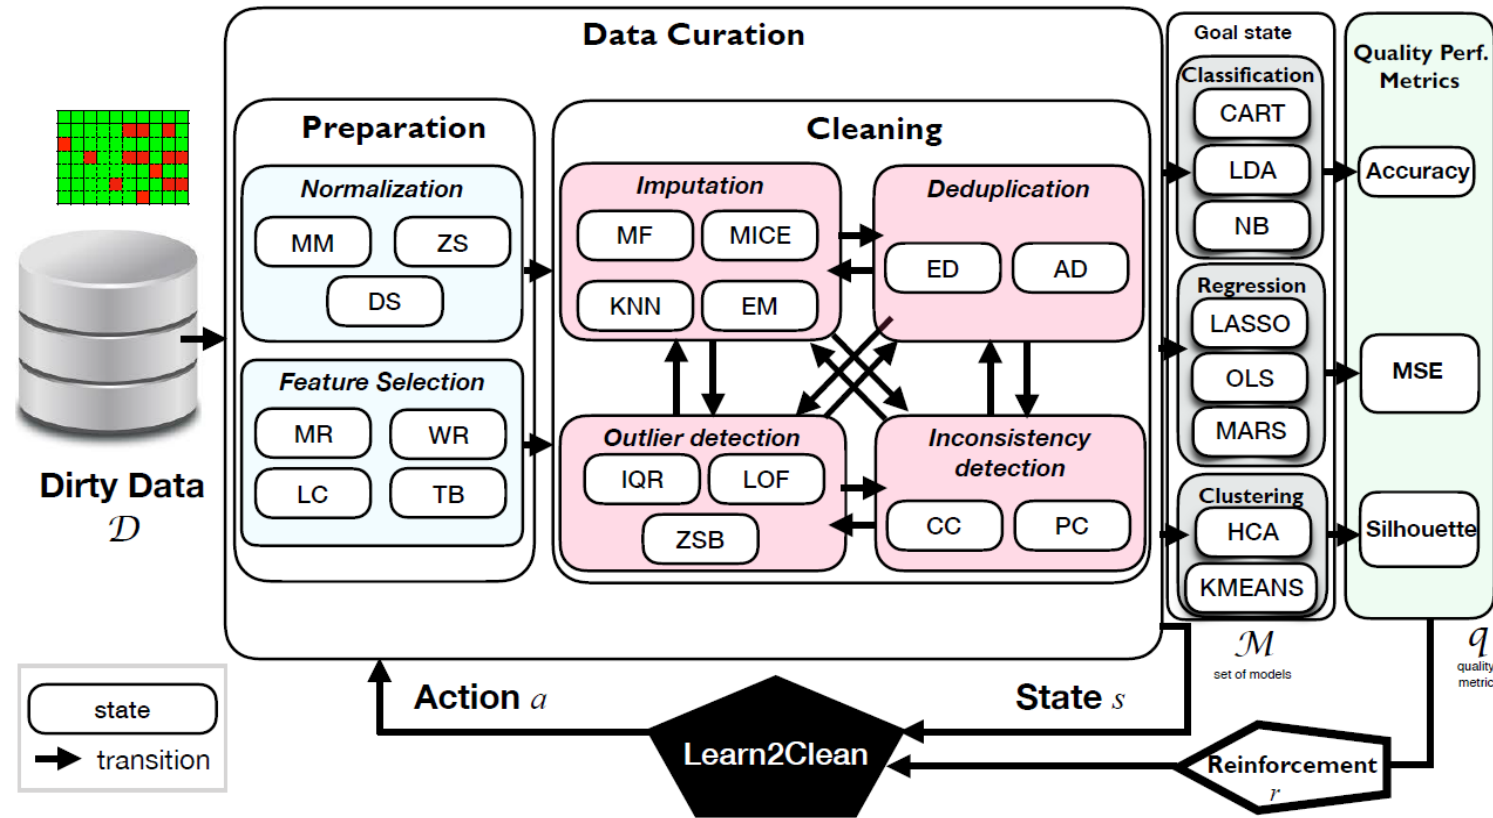 Data Curation
Preparation
Normalization
MM
ZS
DS
Feature Selection
MR
WR
LC
TB
Cleaning
Imputation
MF
MICE
KNN
EM
Deduplication
ED
AD
Outlier detection
IQR
LOF
ZSB
Inconsistency
detection
CC
PC
Goal state
Classification
CART
LDA
NB
Regression
LASSO
OLS
MARS
Clustering
HCA
KMEANS
M
set of models
Quality Perf.
Metrics
Accuracy
MSE
Silhouette
q
quality
metric
Dirty Data
D
state
transition
Action a
State s
Learn2Clean
Reinforcement
r